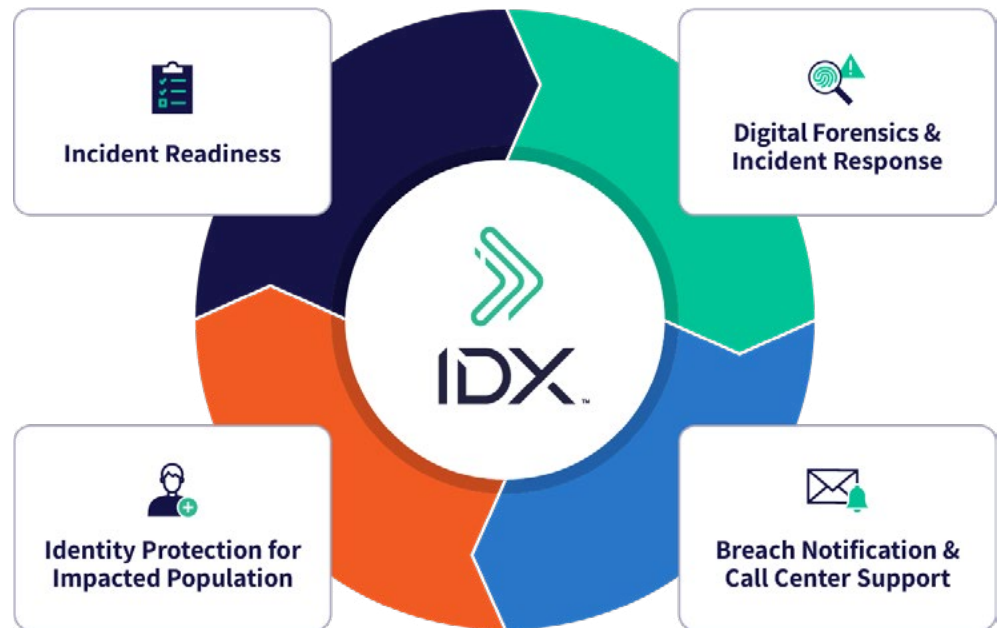 Incident Readiness
Digital Forensics &
Incident Response
IDX™
Identity Protection for
Impacted Population
Breach Notification &
Call Center Support